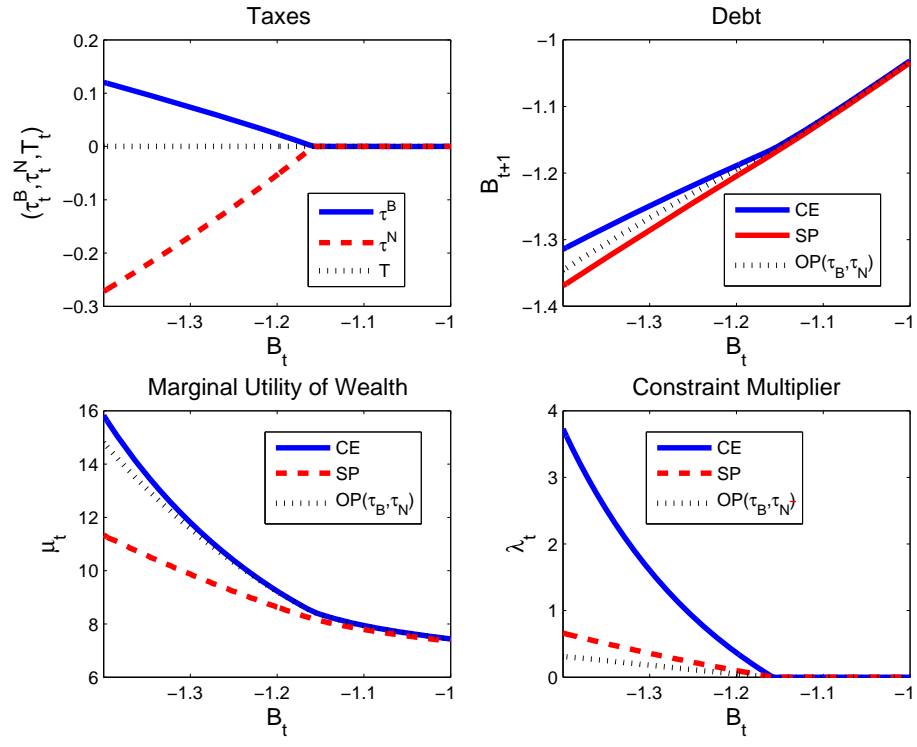 Taxes
0.2
0.1
0
−0.1
−0.2
−0.3
(τ_t^B, τ_t^N, T_t)
τ^B
τ^N
T
−1.3 −1.2 −1.1 −1
B_t
Debt
−1
−1.1
−1.2
−1.3
−1.4
B_{t+1}
CE
SP
OP(τ_B,τ_N)
−1.3 −1.2 −1.1 −1
B_t
Marginal Utility of Wealth
16
14
12
10
8
6
μ_t
CE
SP
OP(τ_B,τ_N)
−1.3 −1.2 −1.1 −1
B_t
Constraint Multiplier
4
3
2
1
0
λ_t
CE
SP
OP(τ_B,τ_N)
−1.3 −1.2 −1.1 −1
B_t